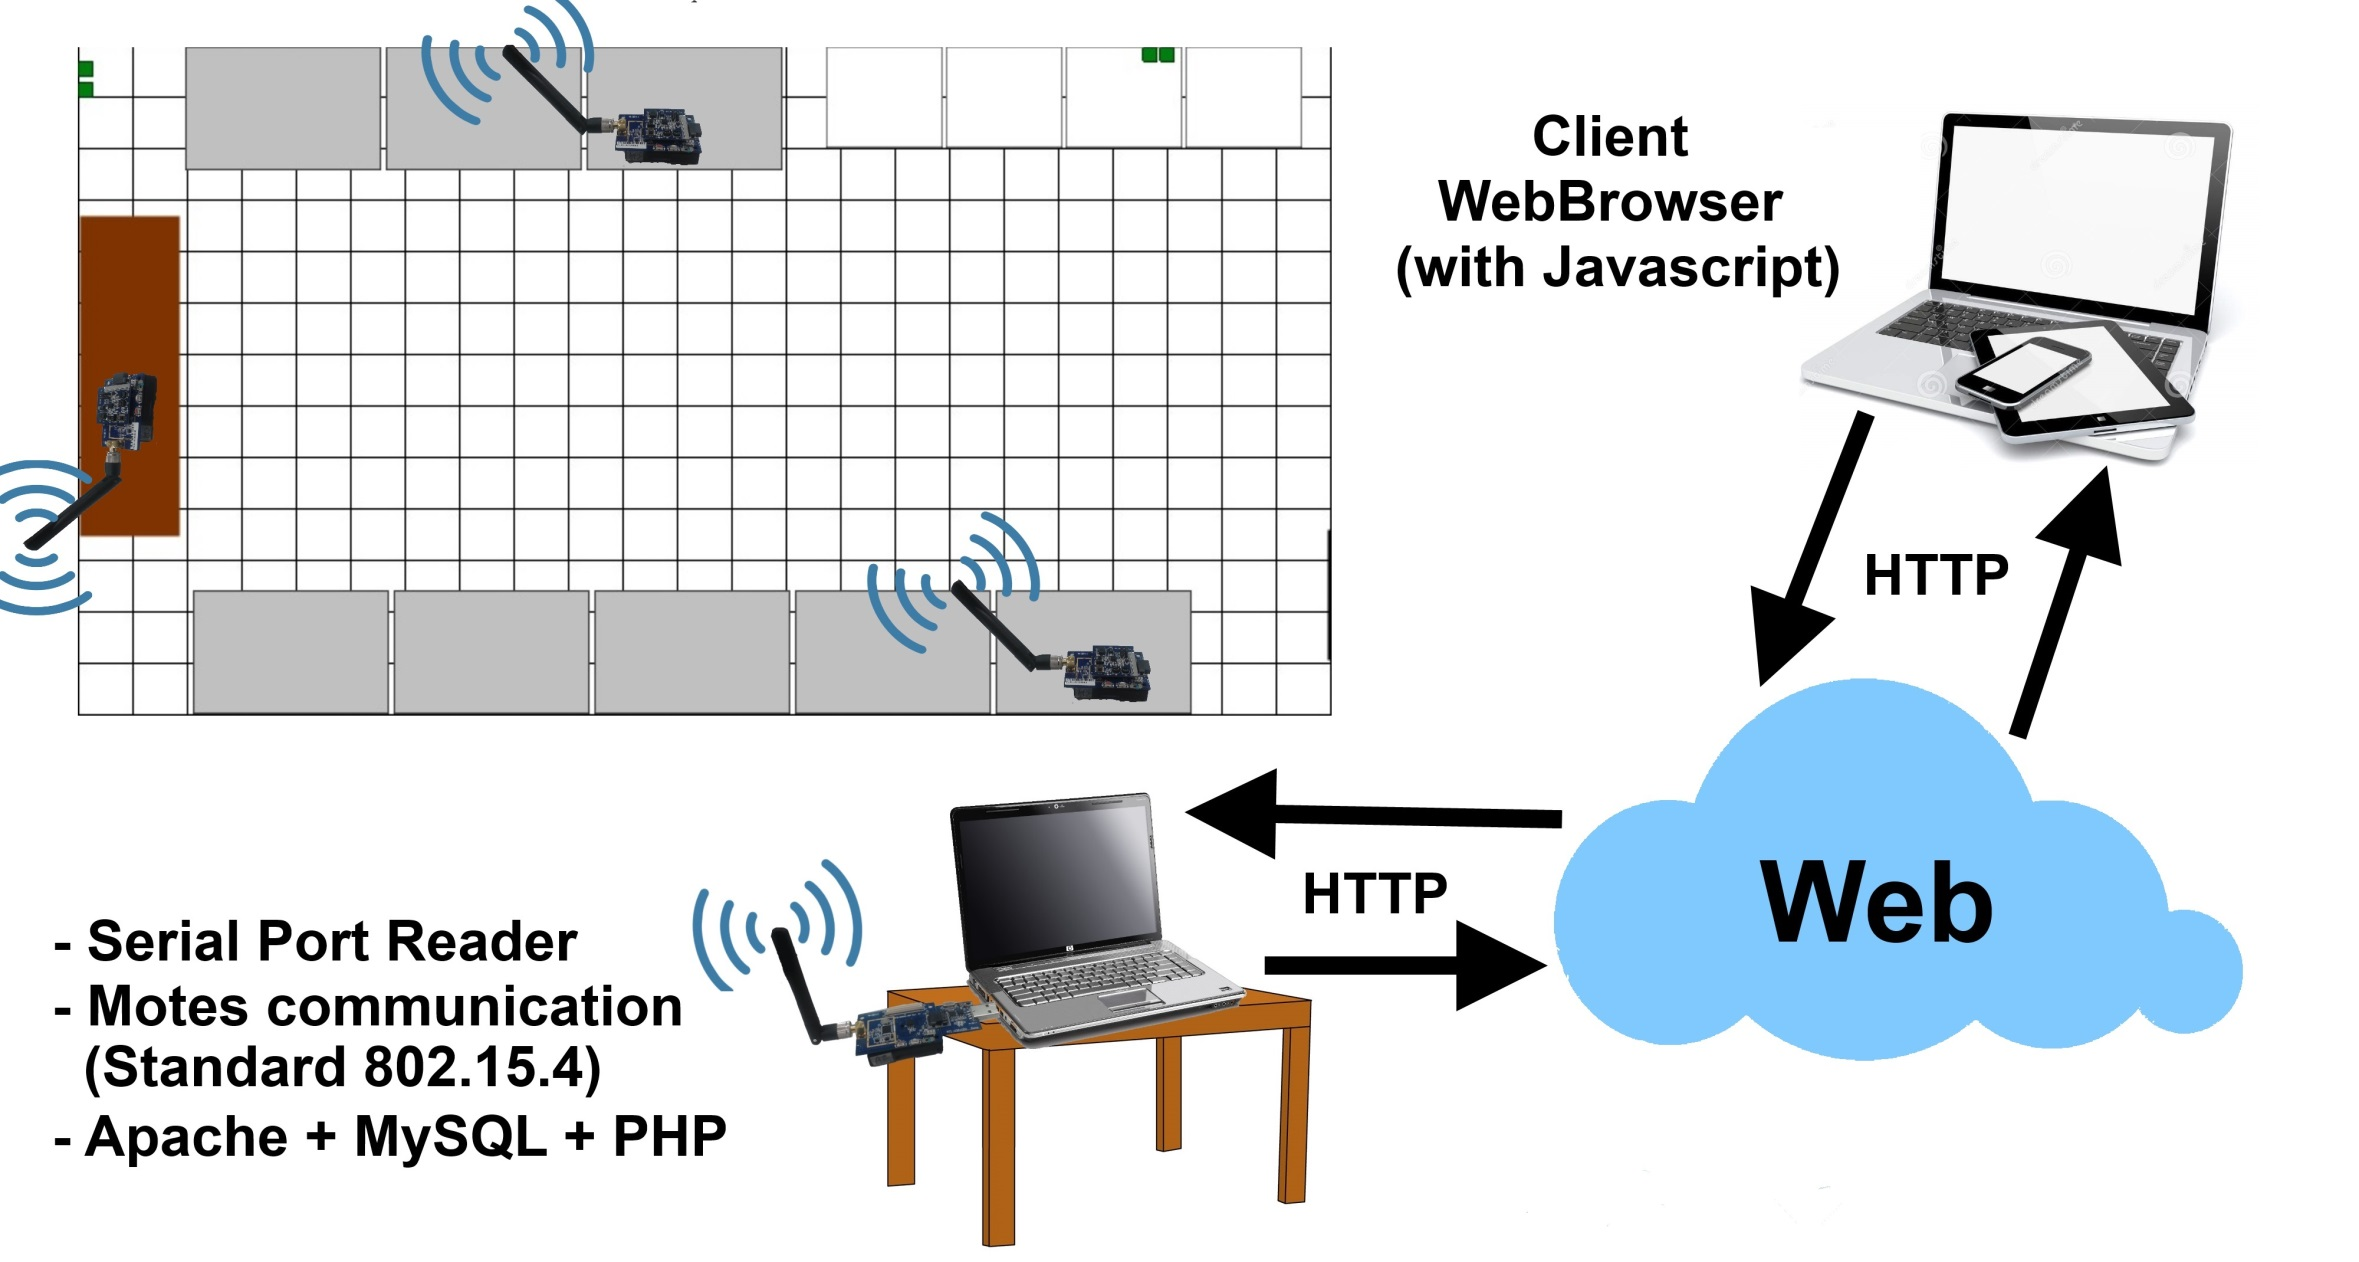 Client
WebBrowser
(with Javascript)
HTTP
HTTP
Web
- Serial Port Reader
- Motes communication
(Standard 802.15.4)
- Apache + MySQL + PHP